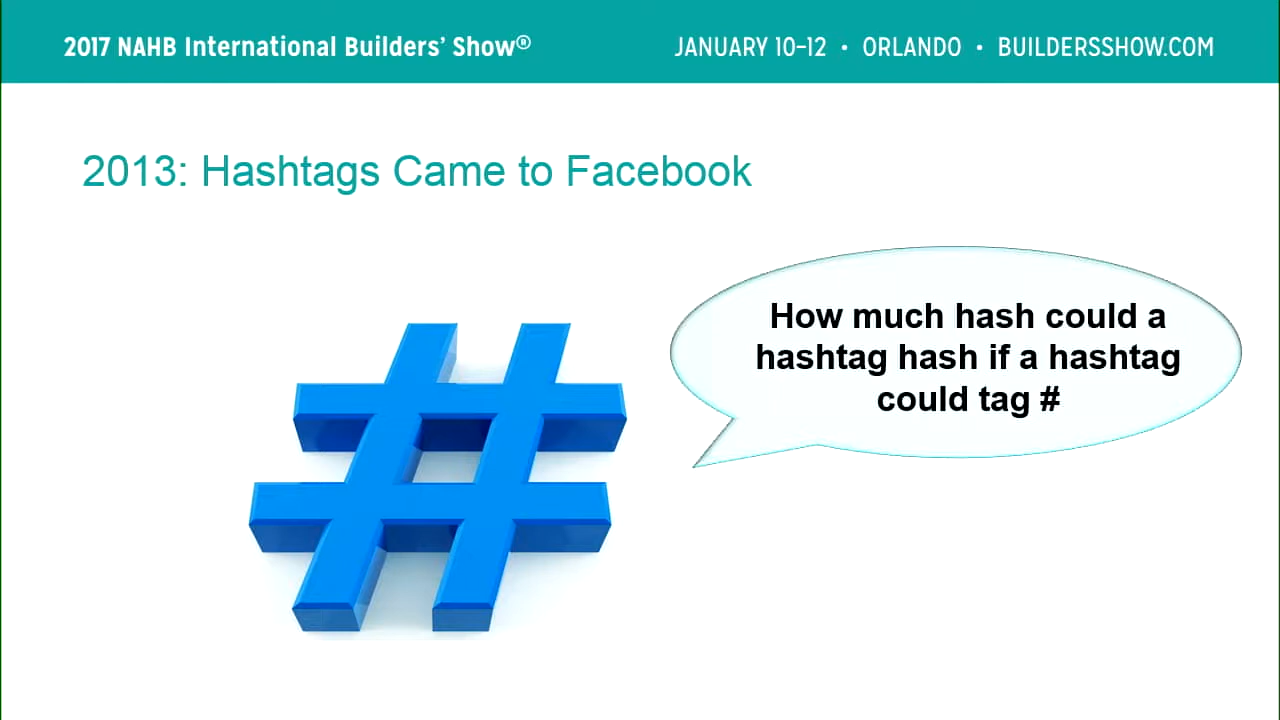 2017 NAHB International Builders' Show®
JANUARY 10–12 • ORLANDO • BUILDERSSHOW.COM
2013: Hashtags Came to Facebook
How much hash could a
hashtag hash if a hashtag
could tag #
#